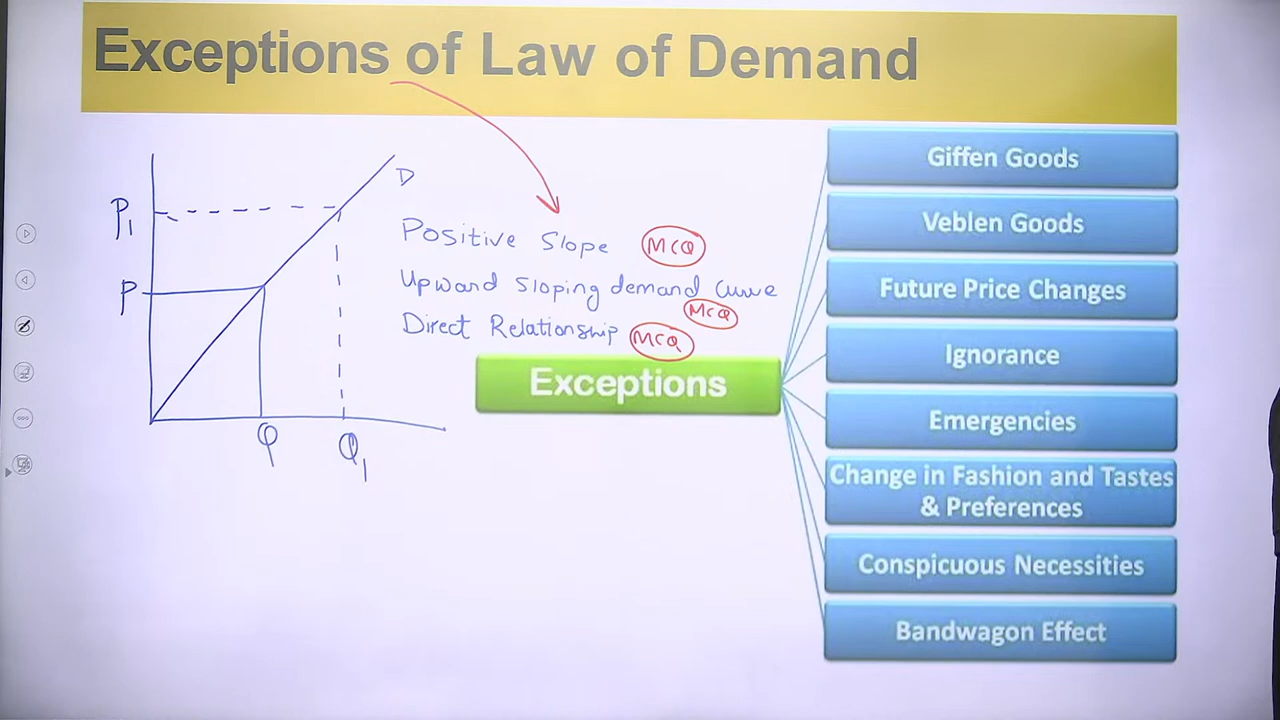 Exceptions of Law of Demand
P1
P
D
Q
Q1
Positive Slope MCQ
Upward Sloping demand Curve
MCQ
Direct Relationship MCQ
Exceptions
Giffen Goods
Veblen Goods
Future Price Changes
Ignorance
Emergencies
Change in Fashion and Tastes
& Preferences
Conspicuous Necessities
Bandwagon Effect